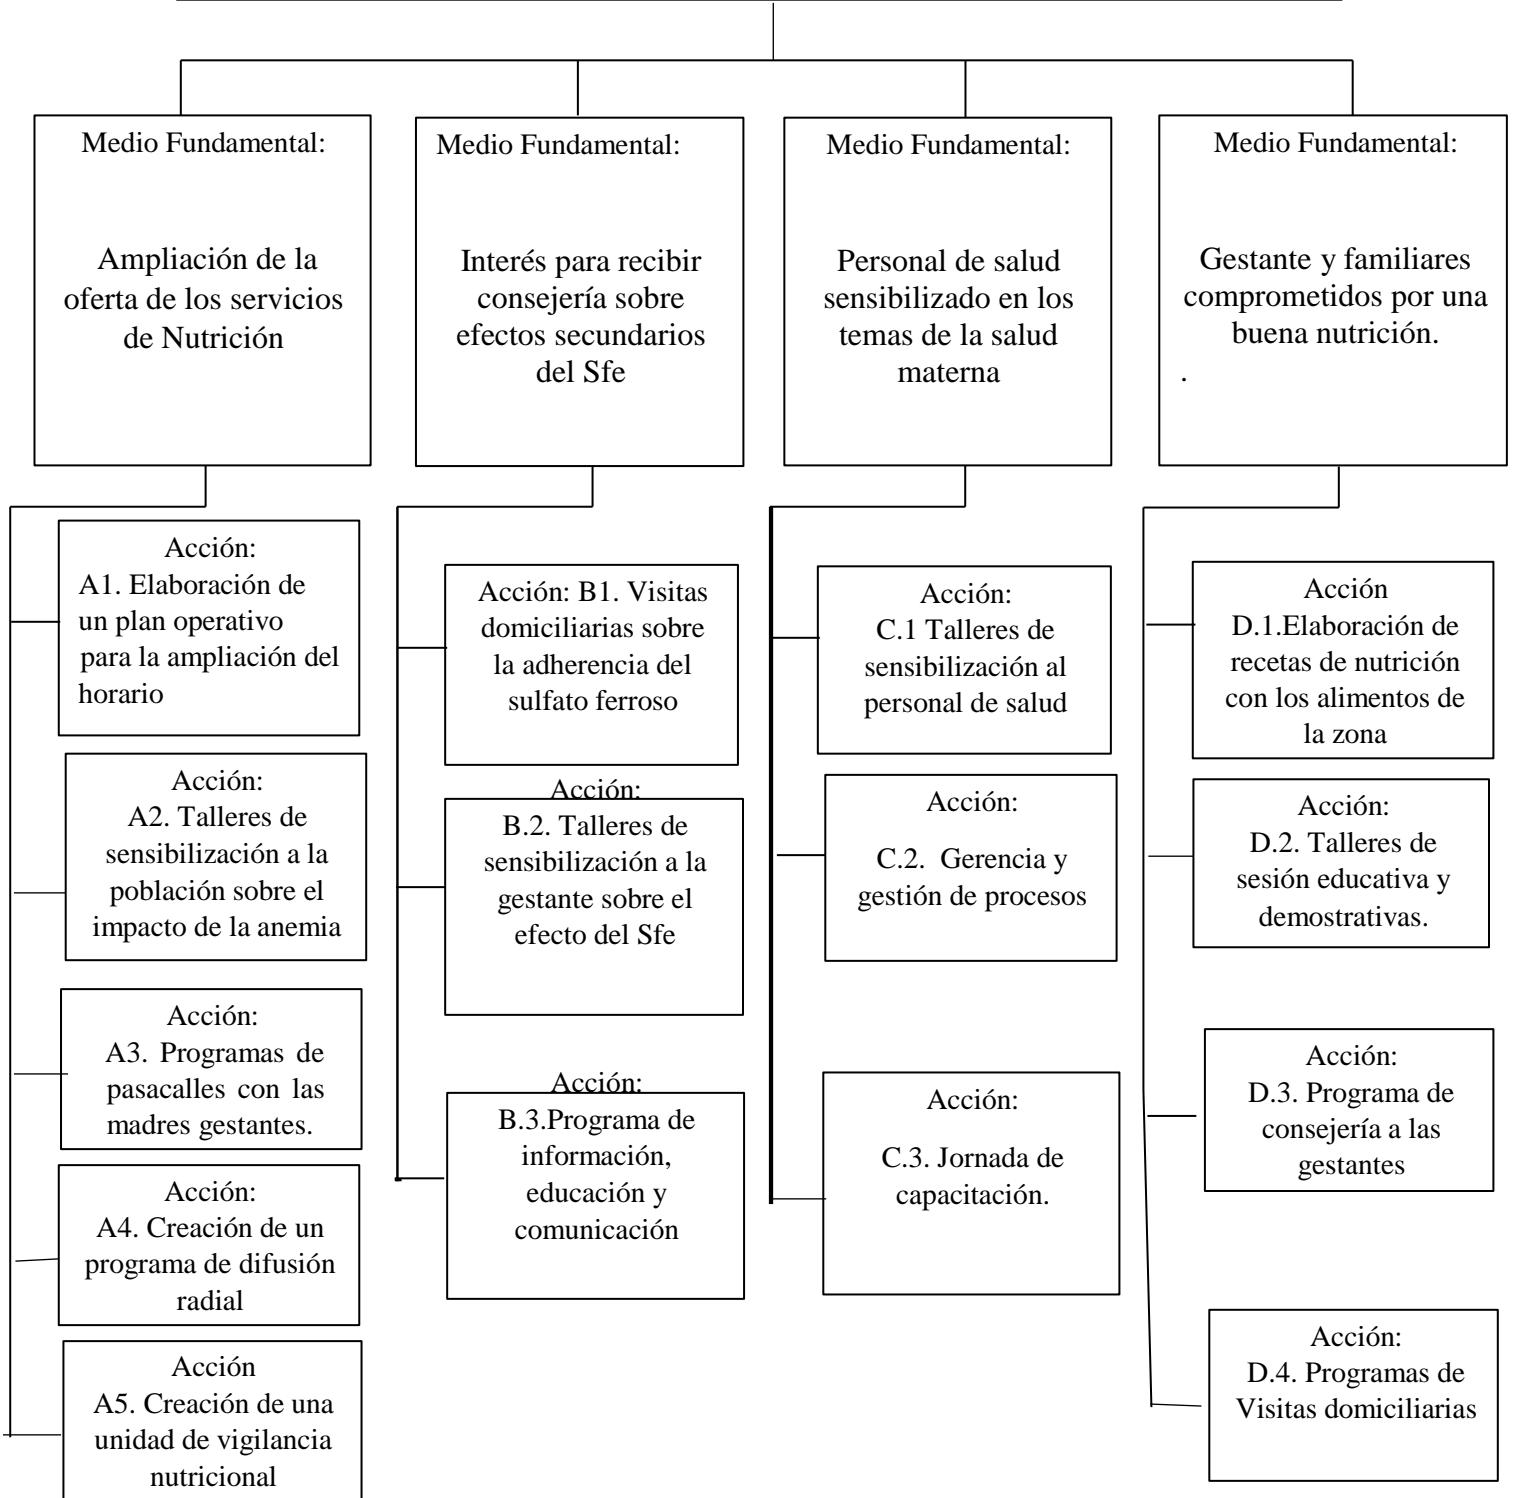 Medio Fundamental:
Ampliación de la
oferta de los servicios
de Nutrición
Medio Fundamental:
Interés para recibir
consejería sobre
efectos secundarios
del Sfe
Medio Fundamental:
Personal de salud
sensibilizado en los
temas de la salud
materna
Medio Fundamental:
Gestante y familiares
comprometidos por una
buena nutrición.
.
Acción:
A1. Elaboración de
un plan operativo
para la ampliación del
horario
Acción:
A2. Talleres de
sensibilización a la
población sobre el
impacto de la anemia
Acción:
A3. Programas de
pasacalles con las
madres gestantes.
Acción:
A4. Creación de un
programa de difusión
radial
Acción
A5. Creación de una
unidad de vigilancia
nutricional
Acción: B1. Visitas
domiciliarias sobre
la adherencia del
sulfato ferroso
Acción:
B.2. Talleres de
sensibilización a la
gestante sobre el
efecto del Sfe
Acción:
B.3.Programa de
información,
educación y
comunicación
Acción:
C.1 Talleres de
sensibilización al
personal de salud
Acción:
C.2. Gerencia y
gestión de procesos
Acción:
C.3. Jornada de
capacitación.
Acción
D.1.Elaboración de
recetas de nutrición
con los alimentos de
la zona
Acción:
D.2. Talleres de
sesión educativa y
demostrativas.
Acción:
D.3. Programa de
consejería a las
gestantes
Acción:
D.4. Programas de
Visitas domiciliarias